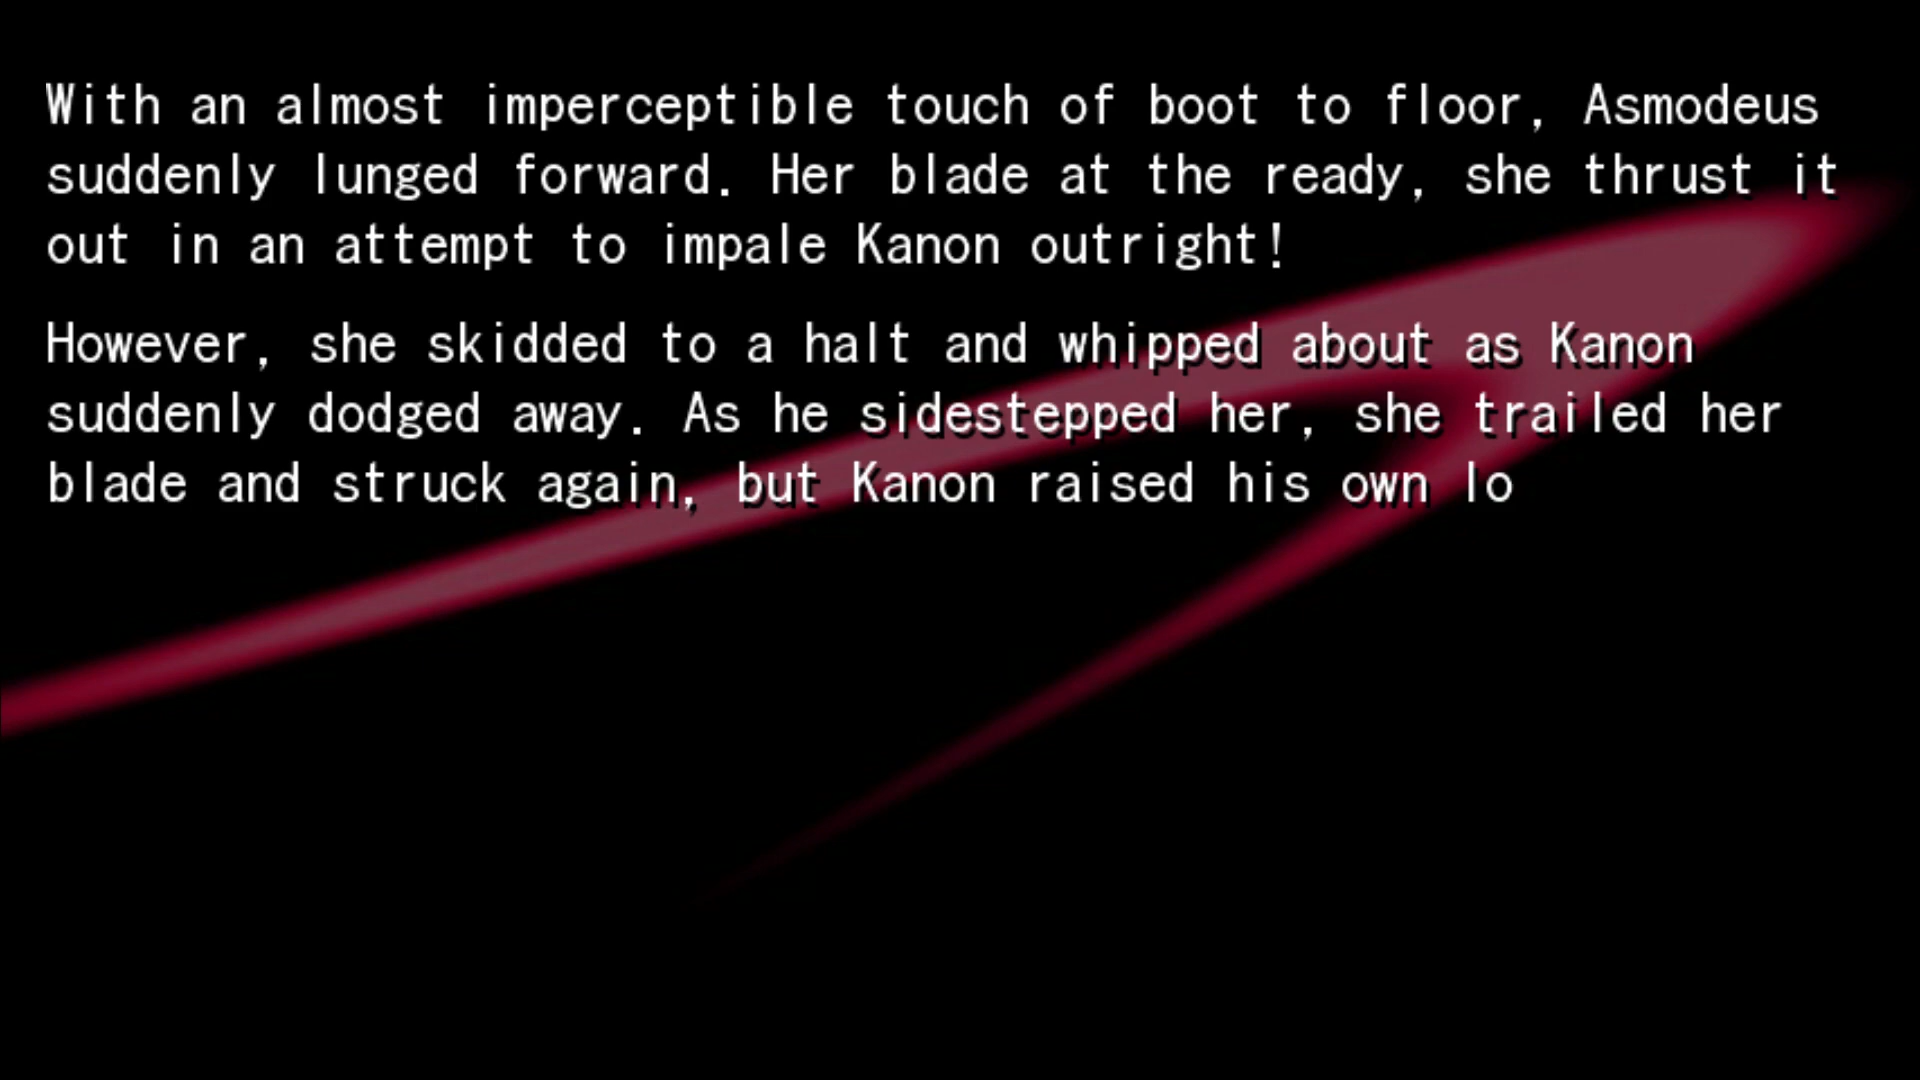 With an almost imperceptible touch of boot to floor, Asmodeus
suddenly lunged forward. Her blade at the ready, she thrust it
out in an attempt to impale Kanon outright!
However, she skidded to a halt and whipped about as Kanon
suddenly dodged away. As he sidestepped her, she trailed her
blade and struck again, but Kanon raised his own lo